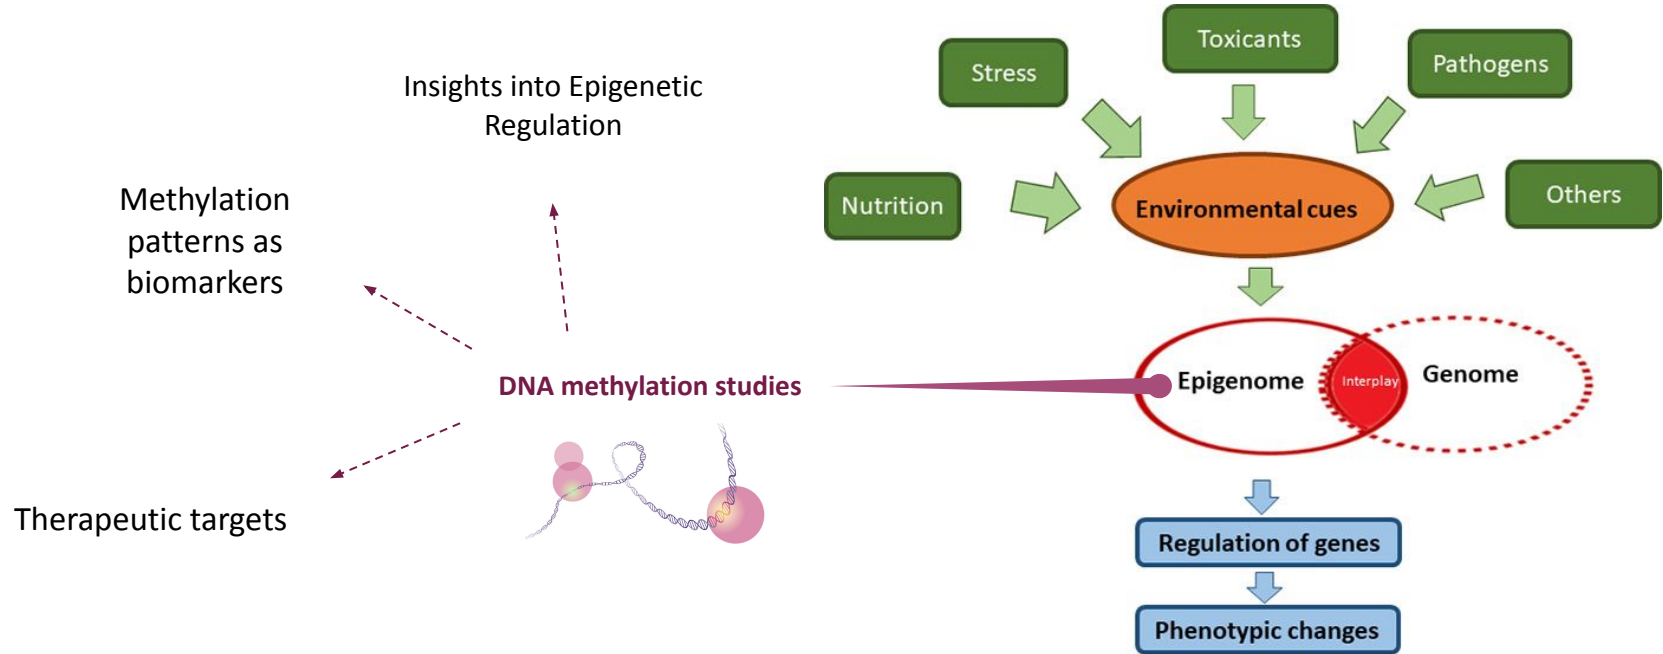 Insights into Epigenetic
Regulation
Methylation
patterns as
biomarkers
DNA methylation studies
Therapeutic targets
Toxicants
Stress
Pathogens
Nutrition
Others
Environmental cues
Epigenome
Interplay
Genome
Regulation of genes
Phenotypic changes